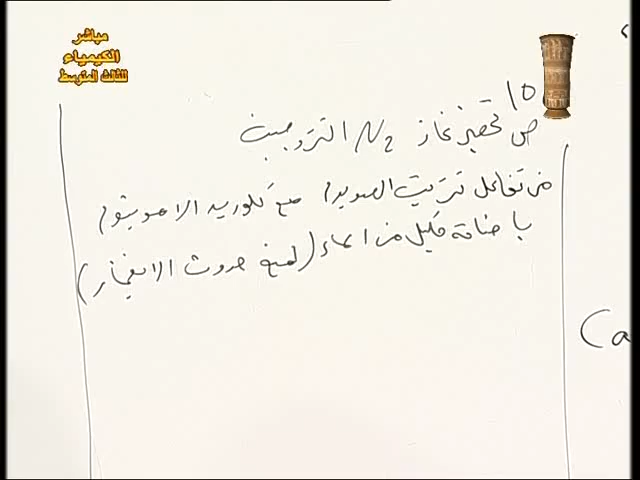 مباشر
الكيمياء
للثالث المتوسط
١٥
ص تحضير غاز N2 النتروجين
من تفاعل نتريت الصوديوم مع كلوريد الامونيوم
باضافة قليل من الماء (لمنع حدوث الانفجار)
(a